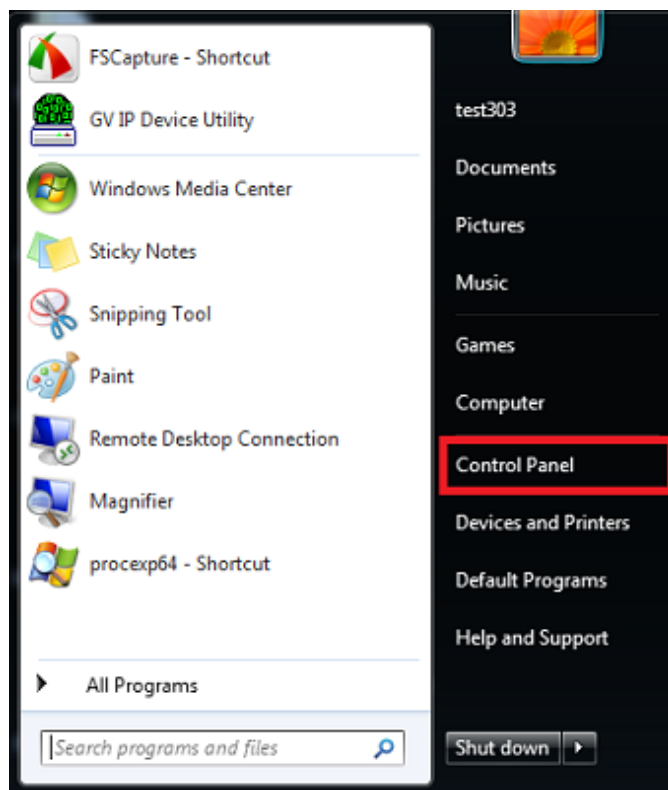 FSCapture - Shortcut
GV IP Device Utility
Windows Media Center
Sticky Notes
Snipping Tool
Paint
Remote Desktop Connection
Magnifier
procexp64 - Shortcut
All Programs
Search programs and files
test303
Documents
Pictures
Music
Games
Computer
Control Panel
Devices and Printers
Default Programs
Help and Support
Shut down